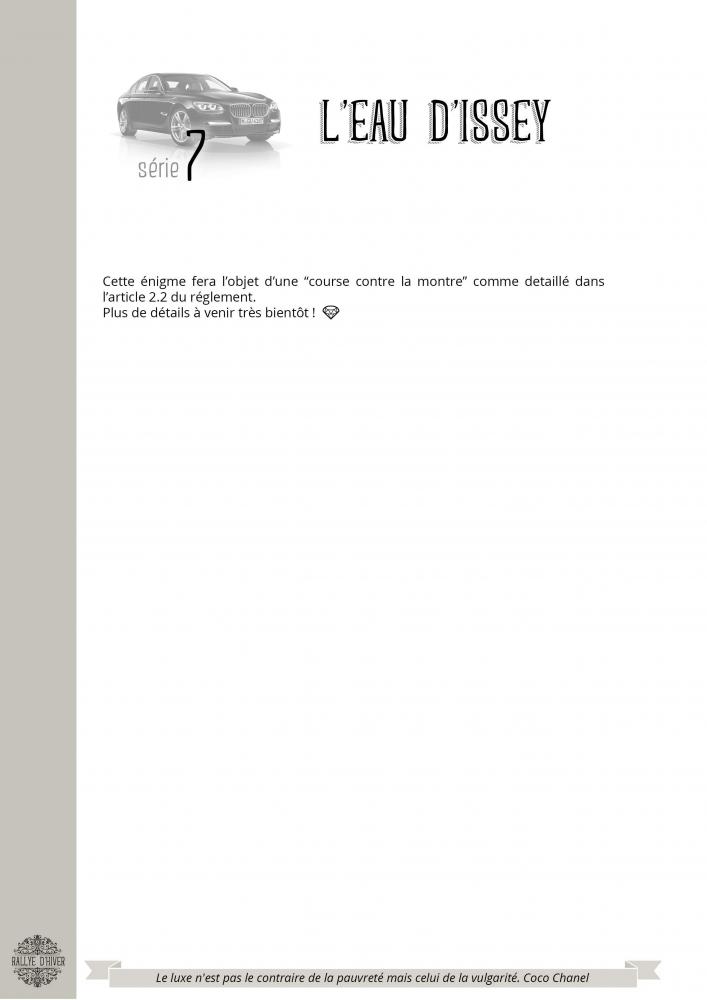 L'EAU D'ISSEY
série 7
Cette énigme fera l'objet d'une “course contre la montre” comme detaillé dans
l'article 2.2 du réglement.
Plus de détails à venir très bientôt !
RALLYE D'HIVER
Le luxe n'est pas le contraire de la pauvreté mais celui de la vulgarité. Coco Chanel